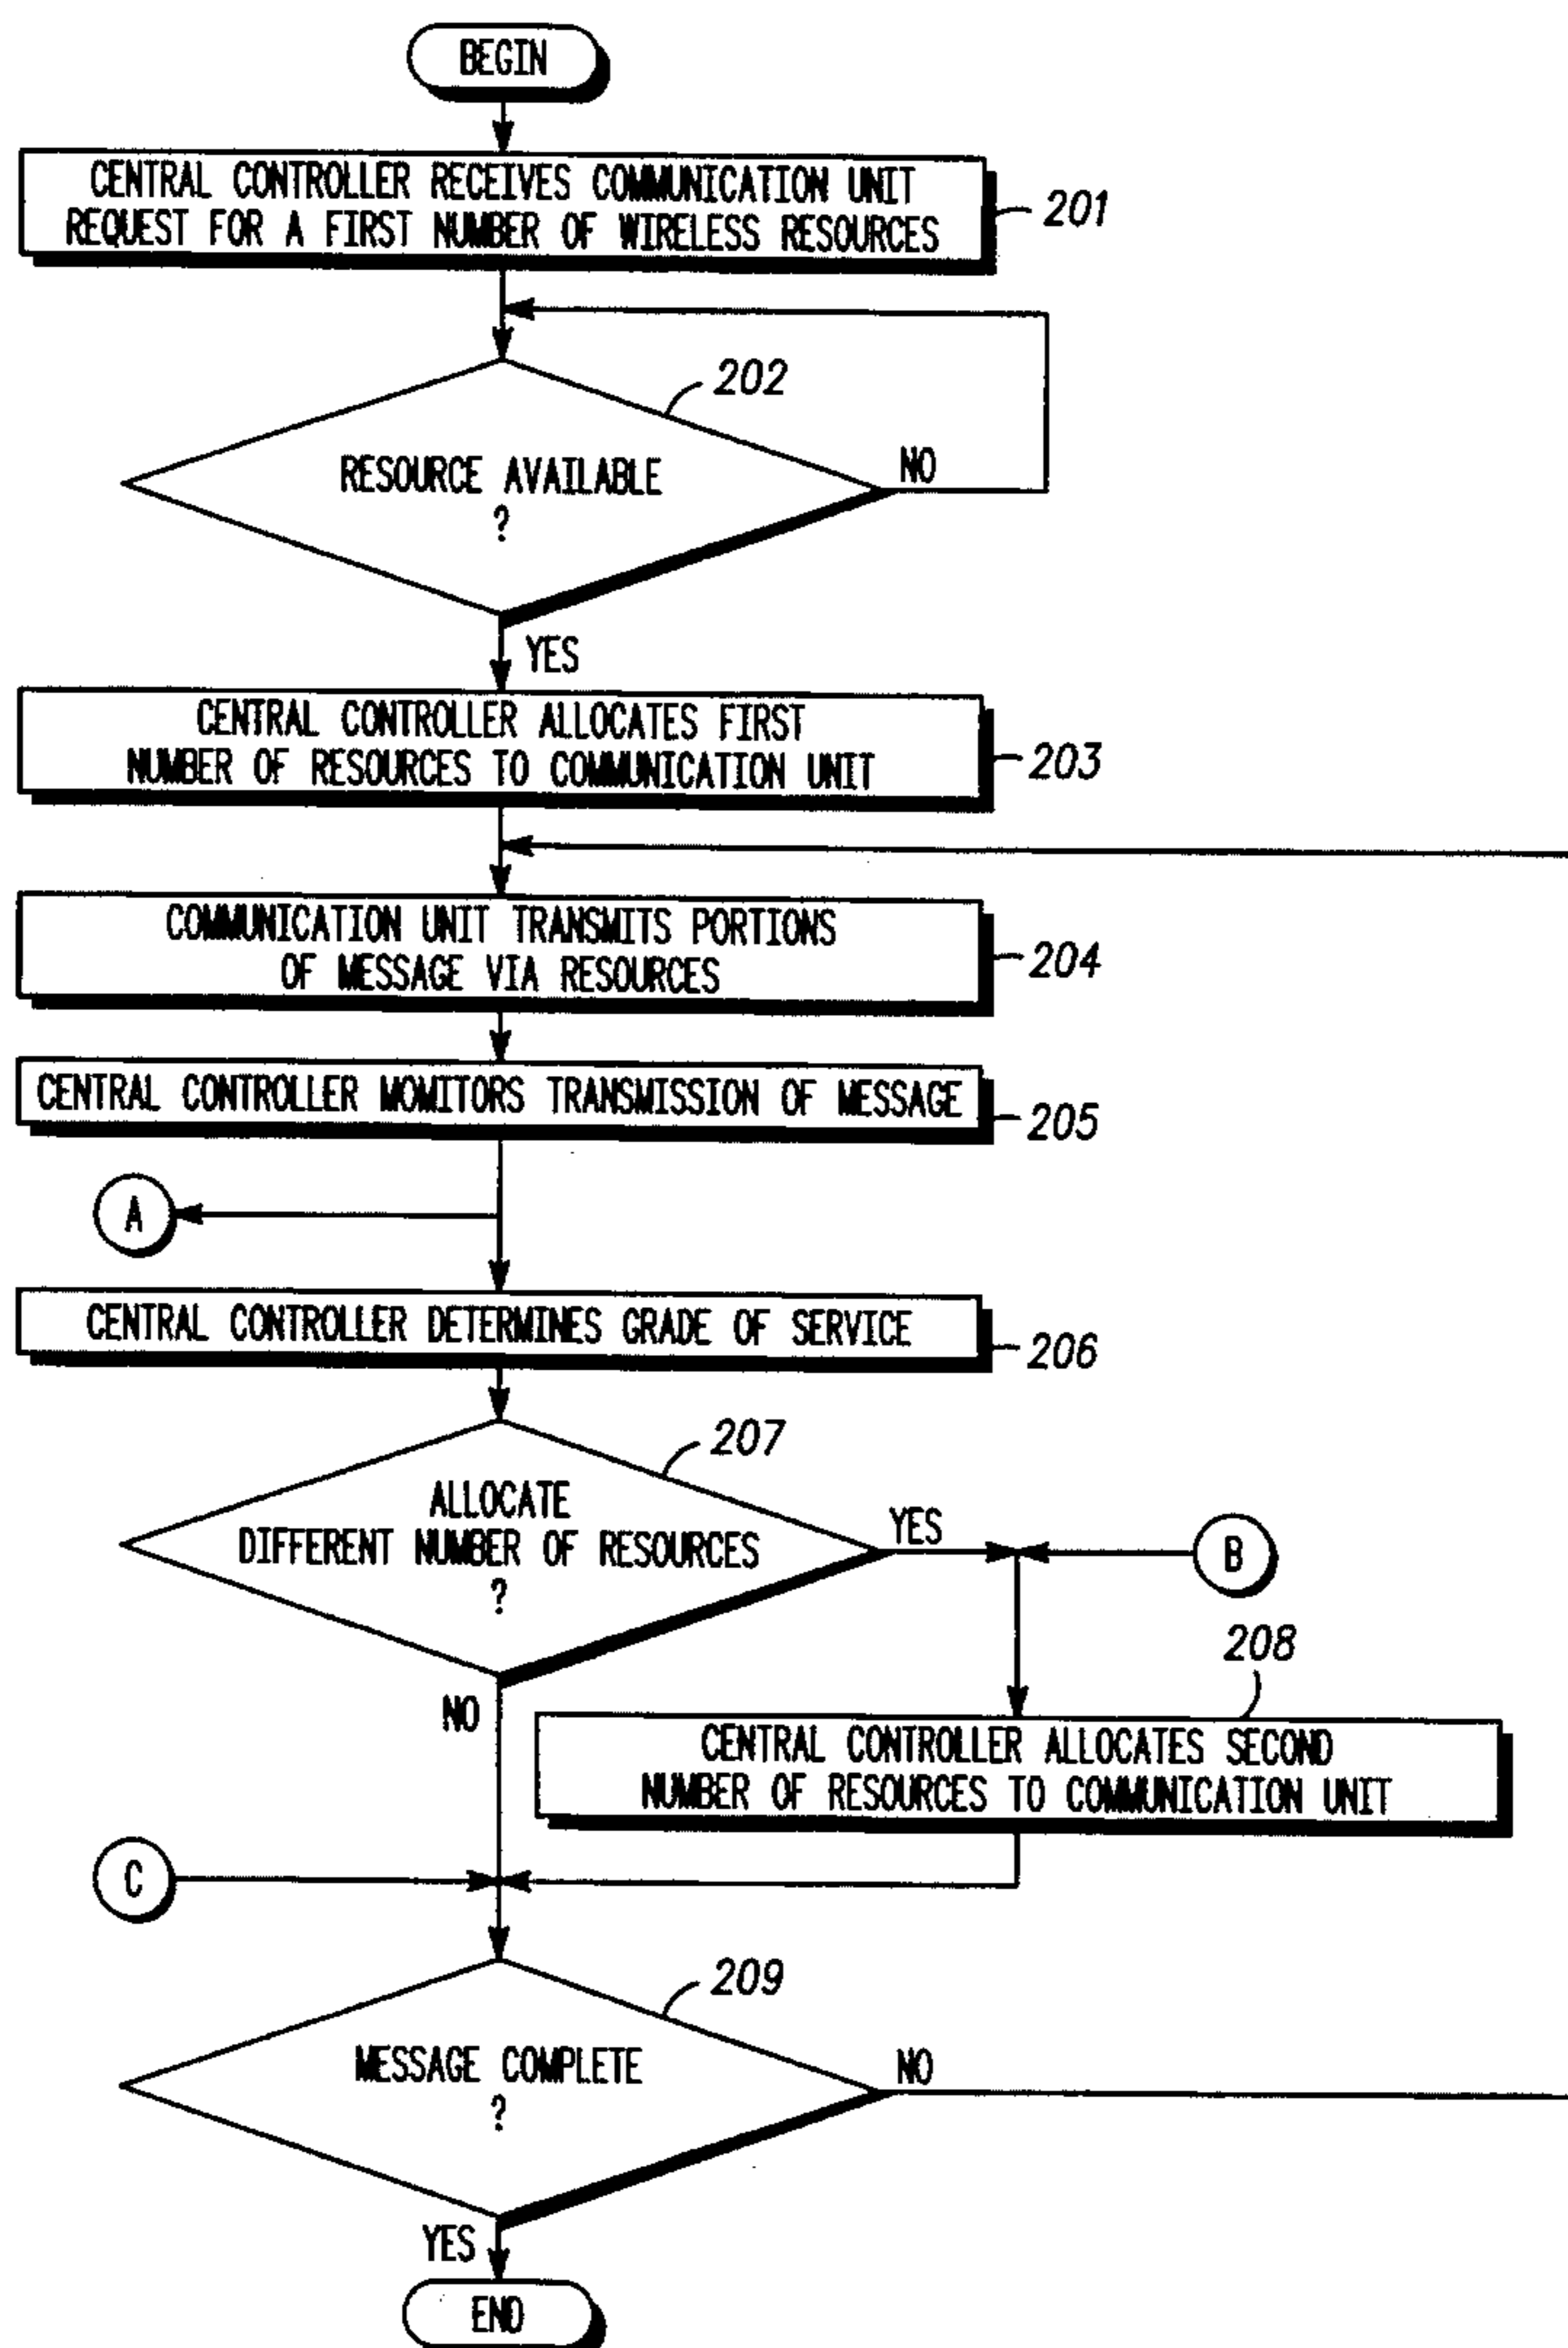 BEGIN
CENTRAL CONTROLLER RECEIVES COMMUNICATION UNIT
REQUEST FOR A FIRST NUMBER OF WIRELESS RESOURCES
201
202
RESOURCE AVAILABLE
?
NO
YES
CENTRAL CONTROLLER ALLOCATES FIRST
NUMBER OF RESOURCES TO COMMUNICATION UNIT
203
COMMUNICATION UNIT TRANSMITS PORTIONS
OF MESSAGE VIA RESOURCES
204
CENTRAL CONTROLLER MOMITORS TRANSMISSION OF MESSAGE
205
A
CENTRAL CONTROLLER DETERMINES GRADE OF SERVICE
206
207
ALLOCATE
DIFFERENT NUMBER OF RESOURCES
?
YES
B
NO
208
CENTRAL CONTROLLER ALLOCATES SECOND
NUMBER OF RESOURCES TO COMMUNICATION UNIT
C
209
MESSAGE COMPLETE
?
NO
YES
END